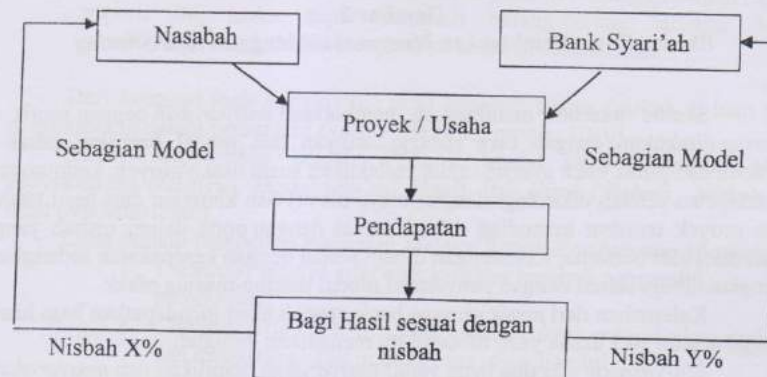 Nasabah
Bank Syari'ah
Proyek / Usaha
Sebagian Model
Sebagian Model
Pendapatan
Bagi Hasil sesuai dengan
nisbah
Nisbah X%
Nisbah Y%